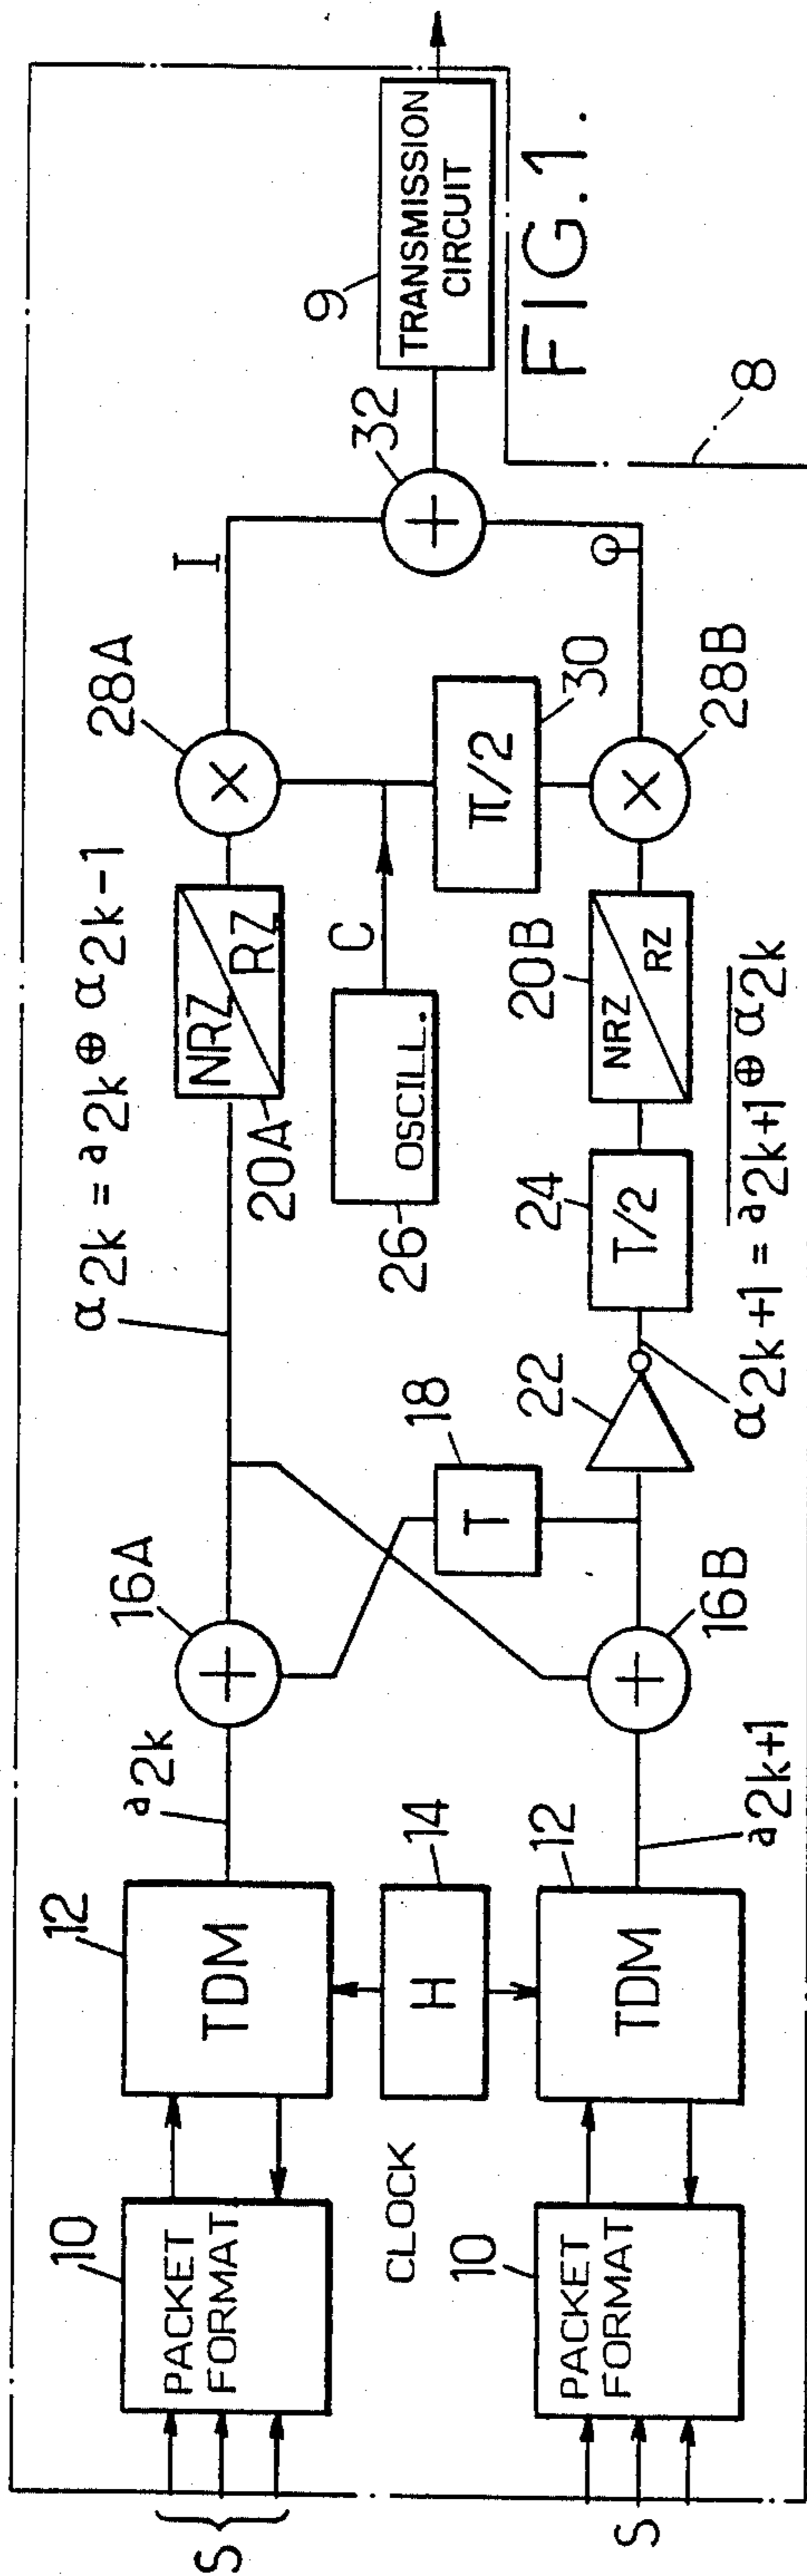 S
10
PACKET
FORMAT
12
TDM
a2k
16A
α2k = a2k ⊕ α2k-1
NRZ
RZ
20A
28A
×
I
CLOCK
14
H
18
T
26
OSCILL.
C
π/2
30
32
+
9
TRANSMISSION
CIRCUIT
S
10
PACKET
FORMAT
12
TDM
a2k+1
+
16B
+
22
α2k+1 = a̅2̅k̅+̅1̅ ̅⊕̅ ̅α̅2̅k̅
24
T/2
20B
NRZ
RZ
×
28B
Q
8
FIG.1.